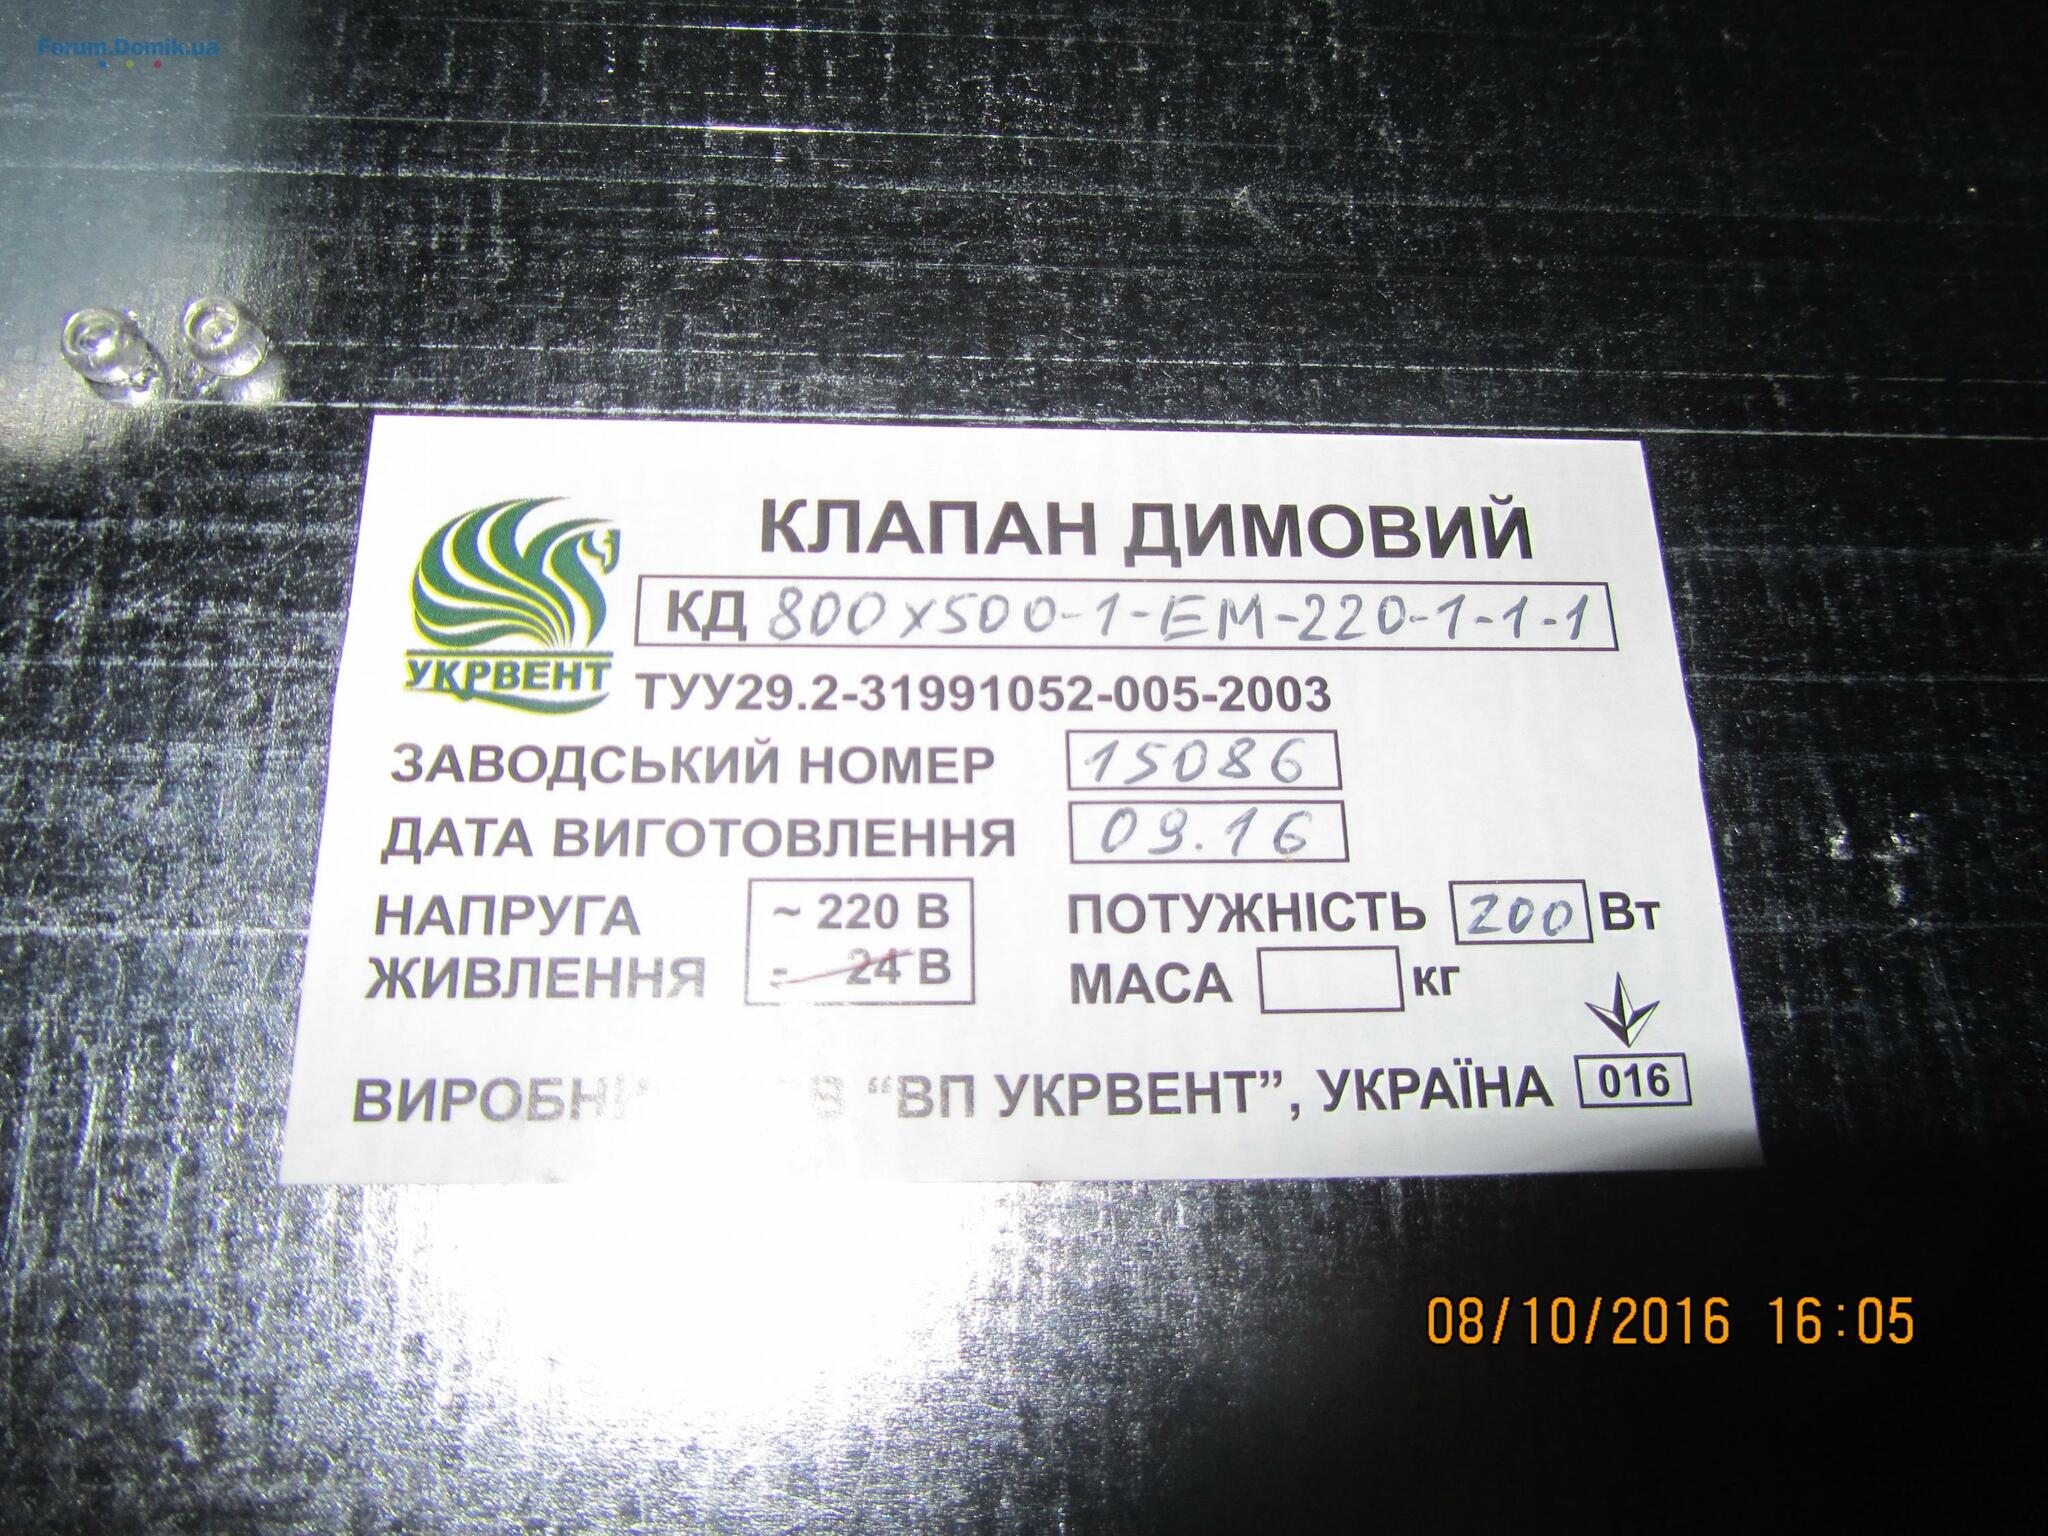 Forum.Domik.ua
КЛАПАН ДИМОВИЙ
КД 800x500-1-ЕМ-220-1-1-1
УКРВЕНТ
ТУУ29.2-31991052-005-2003
ЗАВОДСЬКИЙ НОМЕР 15086
ДАТА ВИГОТОВЛЕННЯ 09.16
НАПРУГА ~ 220 В ПОТУЖНІСТЬ 200 Вт
ЖИВЛЕННЯ - 24 В МАСА кг
"ВП УКРВЕНТ", УКРАЇНА 016
08/10/2016 16:05